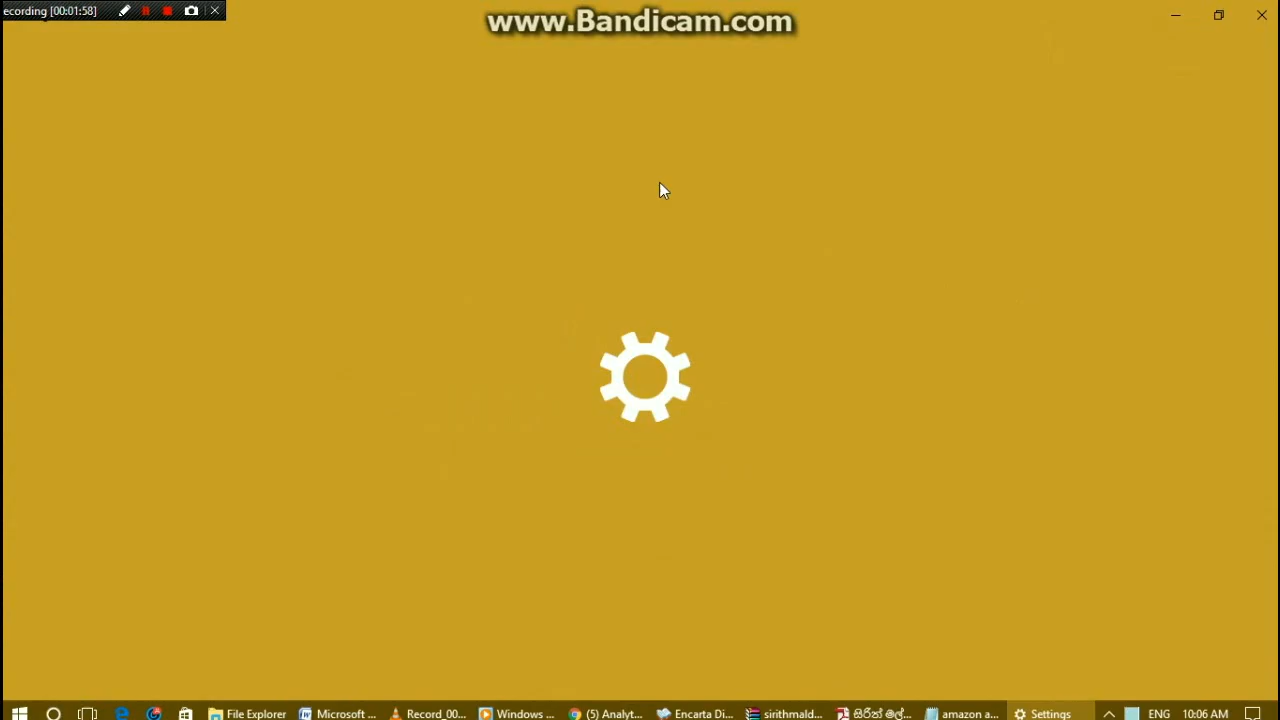 ecording [00:01:58]
www.Bandicam.com
File Explorer
Microsoft ...
Record_00...
Windows ...
(5) Analyt...
Encarta Di...
sirithmald...
සිරිත් මල්...
amazon a...
Settings
ENG
10:06 AM